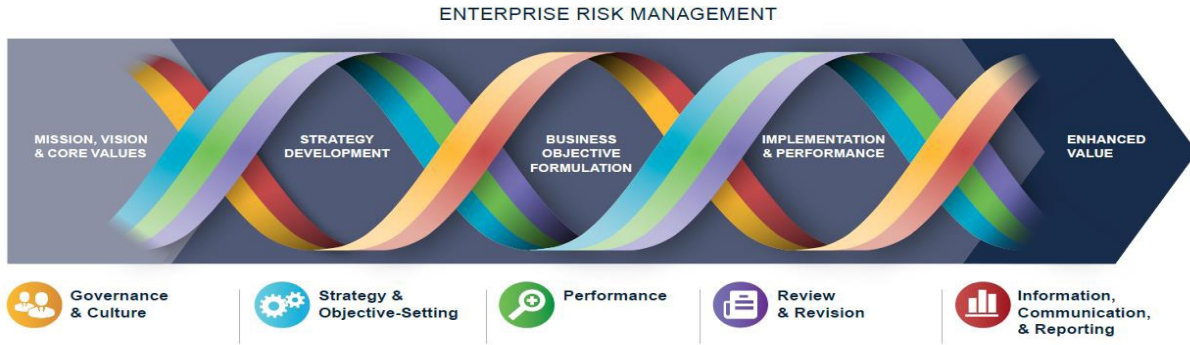 ENTERPRISE RISK MANAGEMENT
MISSION, VISION
& CORE VALUES
STRATEGY
DEVELOPMENT
BUSINESS
OBJECTIVE
FORMULATION
IMPLEMENTATION
& PERFORMANCE
ENHANCED
VALUE
Governance
& Culture
Strategy &
Objective-Setting
Performance
Review
& Revision
Information,
Communication,
& Reporting